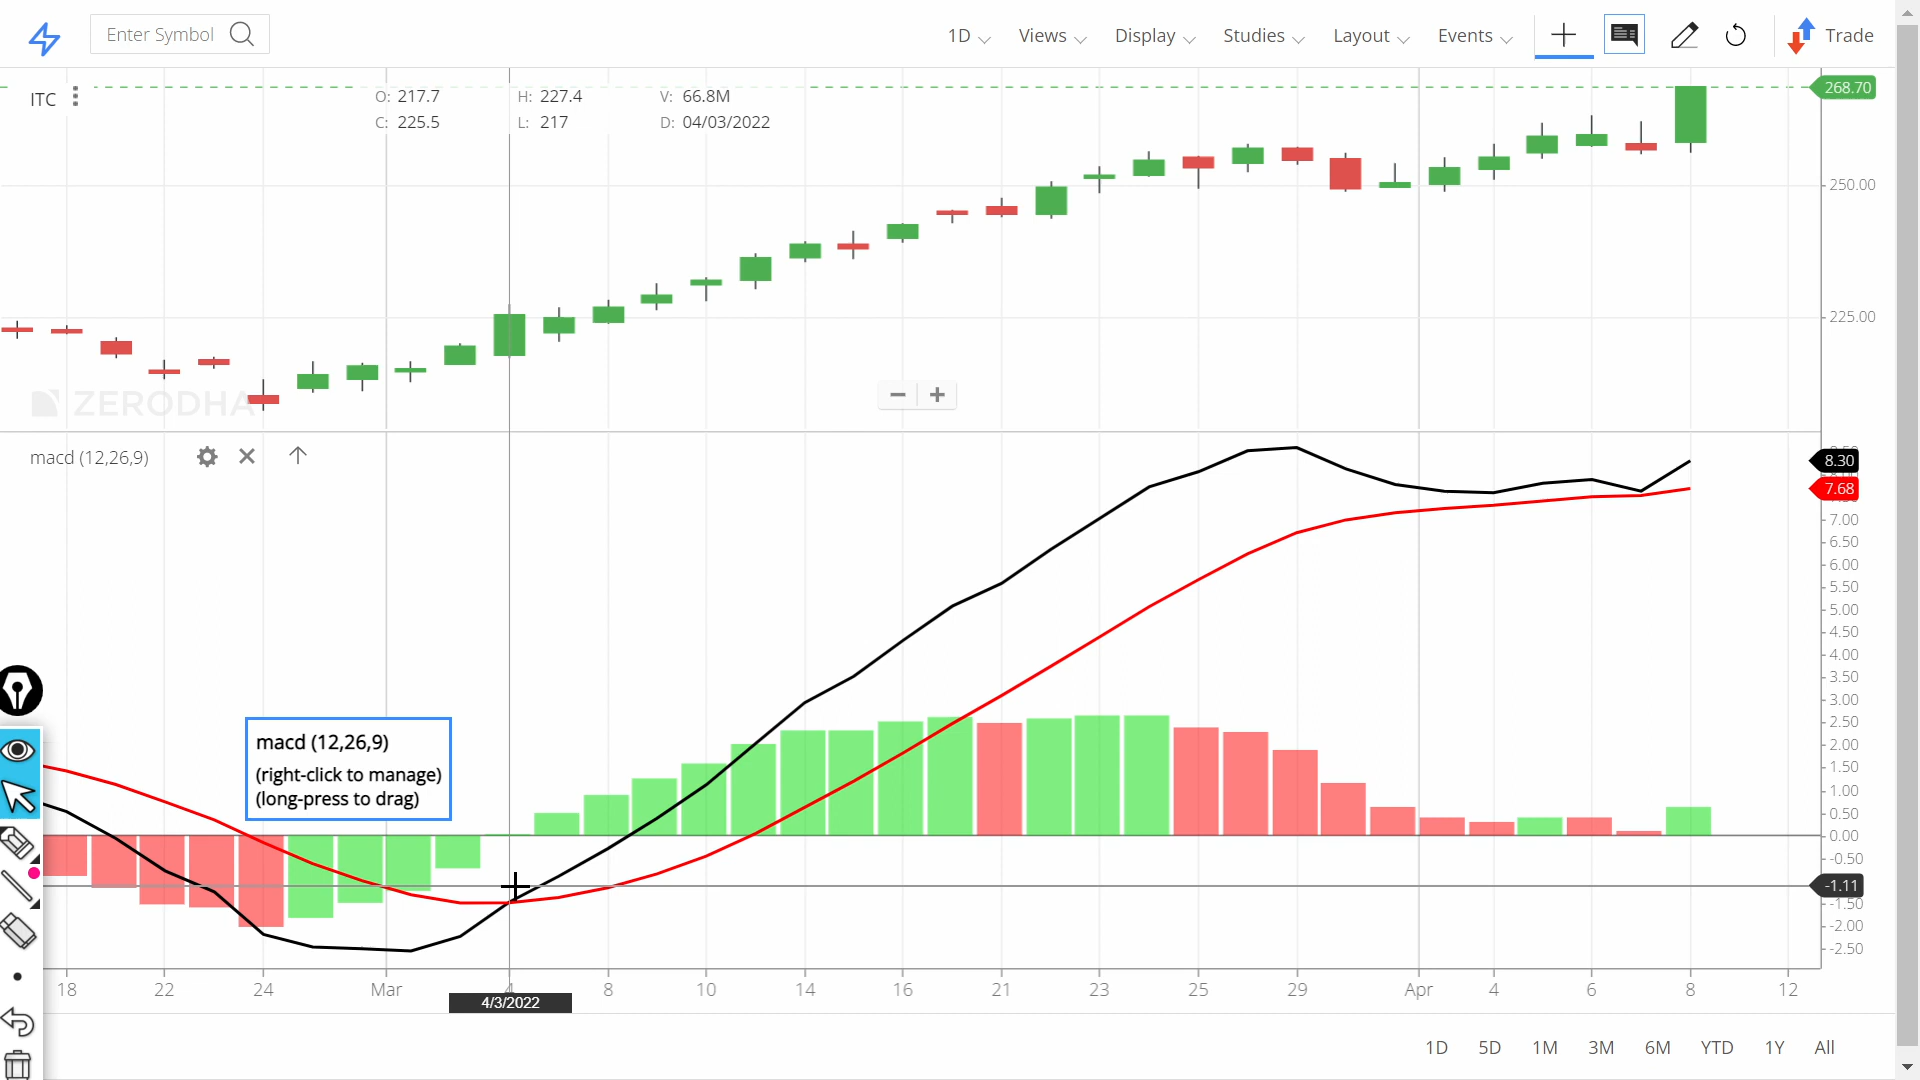 Enter Symbol 1D Views Display Studies Layout Events Trade
ITC O: 217.7 H: 227.4 V: 66.8M 268.70
C: 225.5 L: 217 D: 04/03/2022
250.00
225.00
ZERODHA
macd (12,26,9)
8.30
7.68
7.00
6.50
6.00
5.50
5.00
4.50
4.00
3.50
3.00
2.50
2.00
1.50
1.00
0.50
0.00
-0.50
-1.11
-1.50
-2.00
-2.50
macd (12,26,9)
(right-click to manage)
(long-press to drag)
18 22 24 Mar 4 8 10 14 16 21 23 25 29 Apr 4 6 8 12
4/3/2022
1D 5D 1M 3M 6M YTD 1Y All